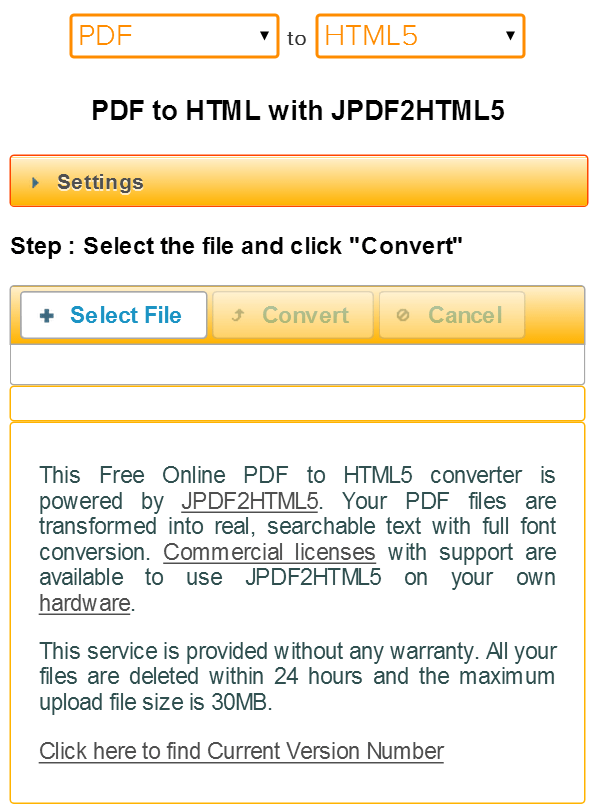 PDF to HTML5
PDF to HTML with JPDF2HTML5
Settings
Step : Select the file and click "Convert"
Select File Convert Cancel
This Free Online PDF to HTML5 converter is
powered by JPDF2HTML5. Your PDF files are
transformed into real, searchable text with full font
conversion. Commercial licenses with support are
available to use JPDF2HTML5 on your own
hardware.
This service is provided without any warranty. All your
files are deleted within 24 hours and the maximum
upload file size is 30MB.
Click here to find Current Version Number